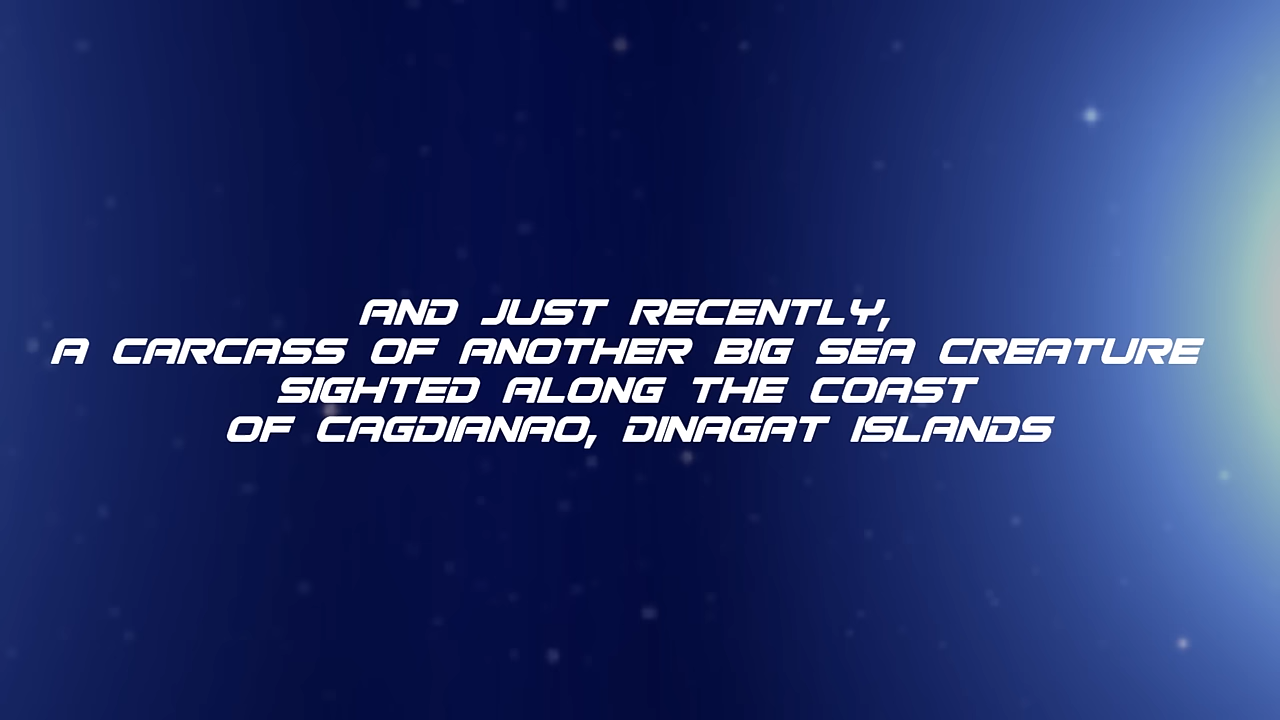 AND JUST RECENTLY,
A CARCASS OF ANOTHER BIG SEA CREATURE
SIGHTED ALONG THE COAST
OF CAGDIANAO, DINAGAT ISLANDS